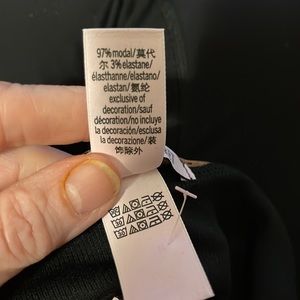 97% modal/莫代
尔 3% elastane/
élasthanne/elastano/
elastan/氨纶
exclusive of
decoration/sauf
décoration/no incluye
la decoración/esclusa
la decorazione/装
饰除外